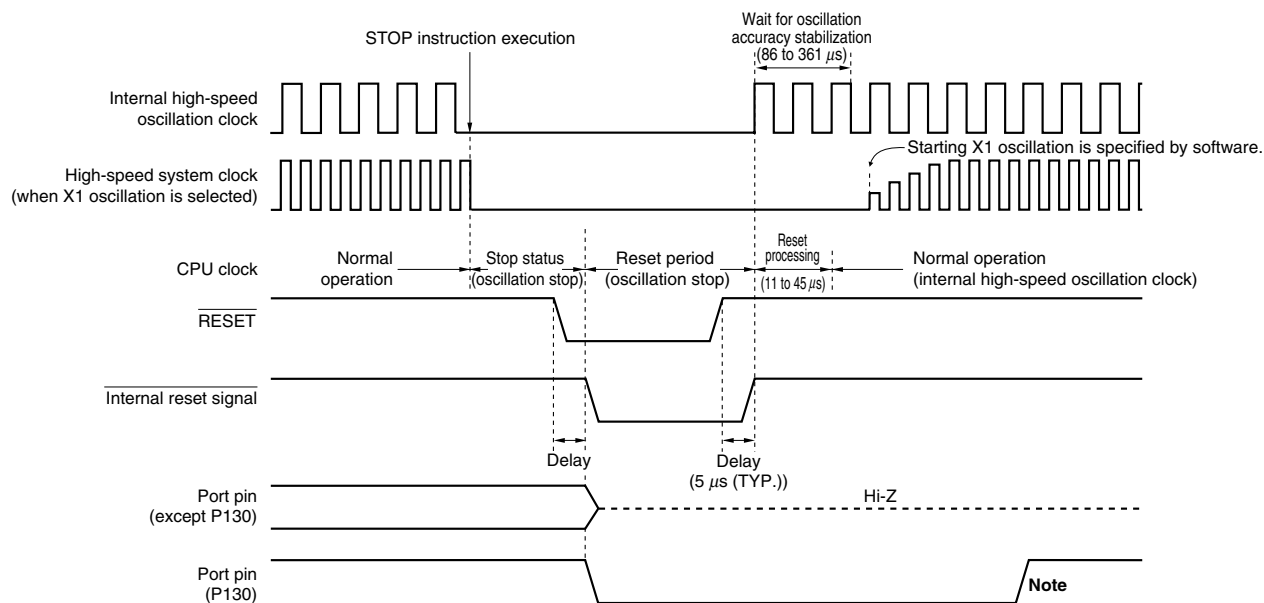 STOP instruction execution
Wait for oscillation
accuracy stabilization
(86 to 361 μs)
Internal high-speed
oscillation clock
Starting X1 oscillation is specified by software.
High-speed system clock
(when X1 oscillation is selected)
CPU clock
Normal
operation
Stop status
(oscillation stop)
Reset period
(oscillation stop)
Reset
processing
(11 to 45 μs)
Normal operation
(internal high-speed oscillation clock)
RESET
Internal reset signal
Delay
Delay
(5 μs (TYP.))
Port pin
(except P130)
Hi-Z
Port pin
(P130)
Note